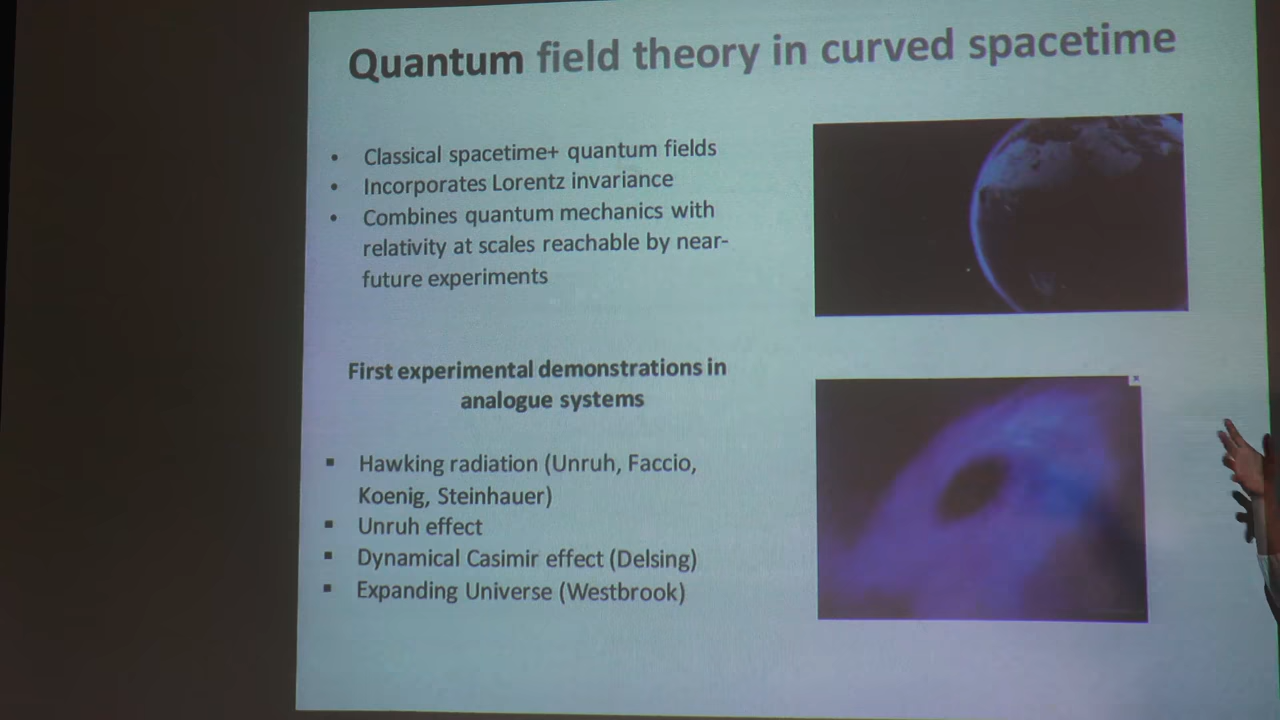 Quantum field theory in curved spacetime
• Classical spacetime+ quantum fields
• Incorporates Lorentz invariance
• Combines quantum mechanics with
relativity at scales reachable by near-
future experiments
First experimental demonstrations in
analogue systems
▪ Hawking radiation (Unruh, Faccio,
Koenig, Steinhauer)
▪ Unruh effect
▪ Dynamical Casimir effect (Delsing)
▪ Expanding Universe (Westbrook)